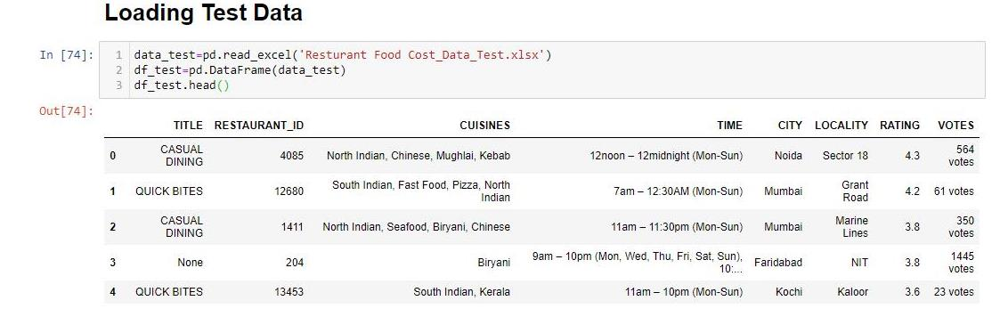 Loading Test Data
In [74]: 1 data_test=pd.read_excel('Resturant Food Cost_Data_Test.xlsx')
2 df_test=pd.DataFrame(data_test)
3 df_test.head()
Out[74]:
TITLE RESTAURANT_ID CUISINES TIME CITY LOCALITY RATING VOTES
0 CASUAL DINING 4085 North Indian, Chinese, Mughlai, Kebab 12noon – 12midnight (Mon-Sun) Noida Sector 18 4.3 564 votes
1 QUICK BITES 12680 South Indian, Fast Food, Pizza, North Indian 7am – 12:30AM (Mon-Sun) Mumbai Grant Road 4.2 61 votes
2 CASUAL DINING 1411 North Indian, Seafood, Biryani, Chinese 11am – 11:30pm (Mon-Sun) Mumbai Marine Lines 3.8 350 votes
3 None 204 Biryani 9am – 10pm (Mon, Wed, Thu, Fri, Sat, Sun), 10:... Faridabad NIT 3.8 1445 votes
4 QUICK BITES 13453 South Indian, Kerala 11am – 10pm (Mon-Sun) Kochi Kaloor 3.6 23 votes